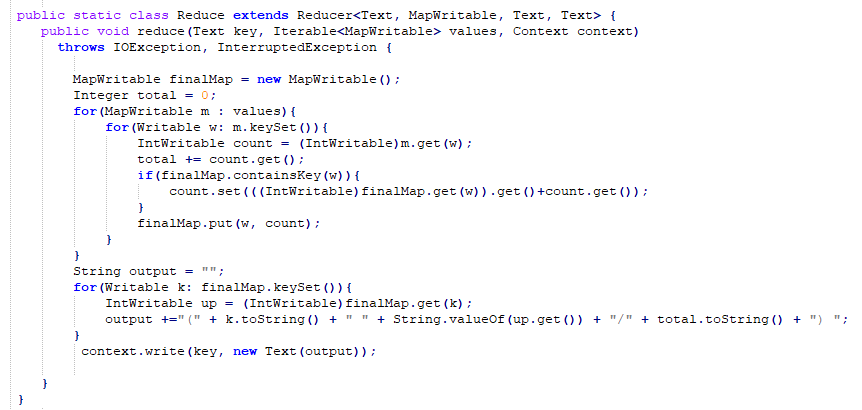 public static class Reduce extends Reducer<Text, MapWritable, Text, Text> {
public void reduce(Text key, Iterable<MapWritable> values, Context context)
throws IOException, InterruptedException {
MapWritable finalMap = new MapWritable();
Integer total = 0;
for(MapWritable m : values){
for(Writable w: m.keySet()){
IntWritable count = (IntWritable)m.get(w);
total += count.get();
if(finalMap.containsKey(w)){
count.set(((IntWritable)finalMap.get(w)).get()+count.get());
}
finalMap.put(w, count);
}
}
String output = "";
for(Writable k: finalMap.keySet()){
IntWritable up = (IntWritable)finalMap.get(k);
output +="(" + k.toString() + " " + String.valueOf(up.get()) + "/" + total.toString() + ") ";
}
context.write(key, new Text(output));
}
}